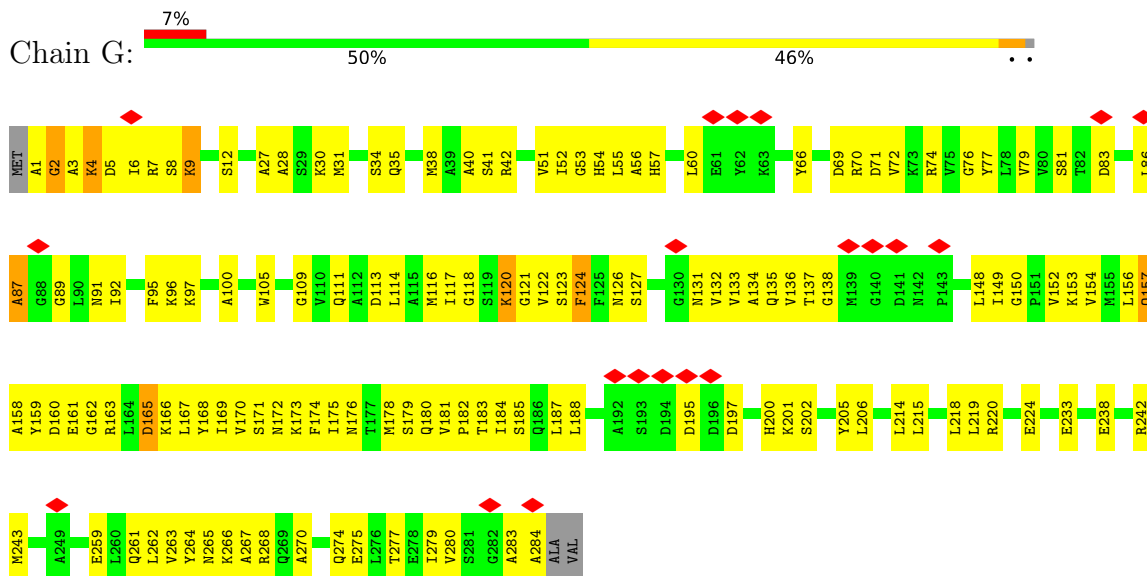 7%
Chain G:
50% 46% • •
MET A1 G2 A3 K4 D5 I6 R7 S8 K9 S12 A27 A28 S29 K30 M31 S34 Q35 M38 A39 A40 S41 R42 V51 I52 G53 H54 L55 A56 H57 L60 E61 Y62 K63 Y66 D69 R70 D71 V72 K73 R74 V75 G76 Y77 L78 V79 V80 S81 T82 D83 L86
A87 G88 G89 L90 N91 I92 F95 K96 K97 A100 W105 G109 V110 Q111 A112 D113 L114 A115 M116 I117 G118 S119 K120 G121 V122 S123 F124 F125 N126 S127 G130 N131 V132 V133 A134 Q135 V136 T137 G138 M139 G140 D141 N142 P143 L148 I149 G150 P151 V152 K153 V154 M155 L156 Q157
A158 Y159 D160 E161 G162 R163 L164 D165 K166 L167 Y168 I169 V170 S171 N172 K173 F174 I175 N176 T177 M178 S179 Q180 V181 P182 T183 I184 S185 Q186 L187 L188 A192 S193 D194 D195 D196 D197 H200 K201 S202 Y205 L206 L214 L215 L218 L219 R220 E224 E233 E238 R242
M243 A249 E259 L260 Q261 L262 V263 Y264 N265 K266 A267 R268 Q269 A270 Q274 E275 L276 T277 E278 I279 V280 S281 G282 A283 A284 ALA VAL